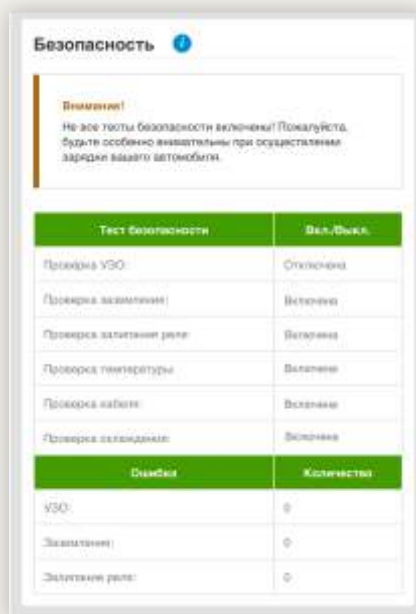 Безопасность
Внимание!
Не все тесты безопасности включены! Пожалуйста,
будьте особенно внимательны при осуществлении
зарядки вашего автомобиля.
Тест безопасности Вкл./Выкл.
Проверка УЗО: Отключена
Проверка заземления: Включена
Проверка залипания реле: Включена
Проверка температуры: Включена
Проверка кабеля: Включена
Проверка охлаждения: Включена
Ошибка Количество
УЗО: 0
Заземление: 0
Залипание реле: 0